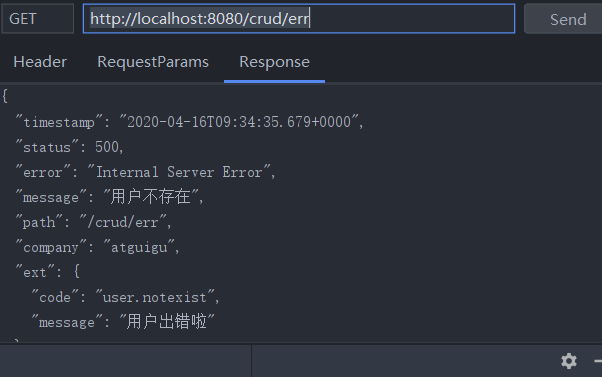 GET http://localhost:8080/crud/err Send
Header RequestParams Response
{
"timestamp": "2020-04-16T09:34:35.679+0000",
"status": 500,
"error": "Internal Server Error",
"message": "用户不存在",
"path": "/crud/err",
"company": "atguigu",
"ext": {
"code": "user.notexist",
"message": "用户出错啦"
}